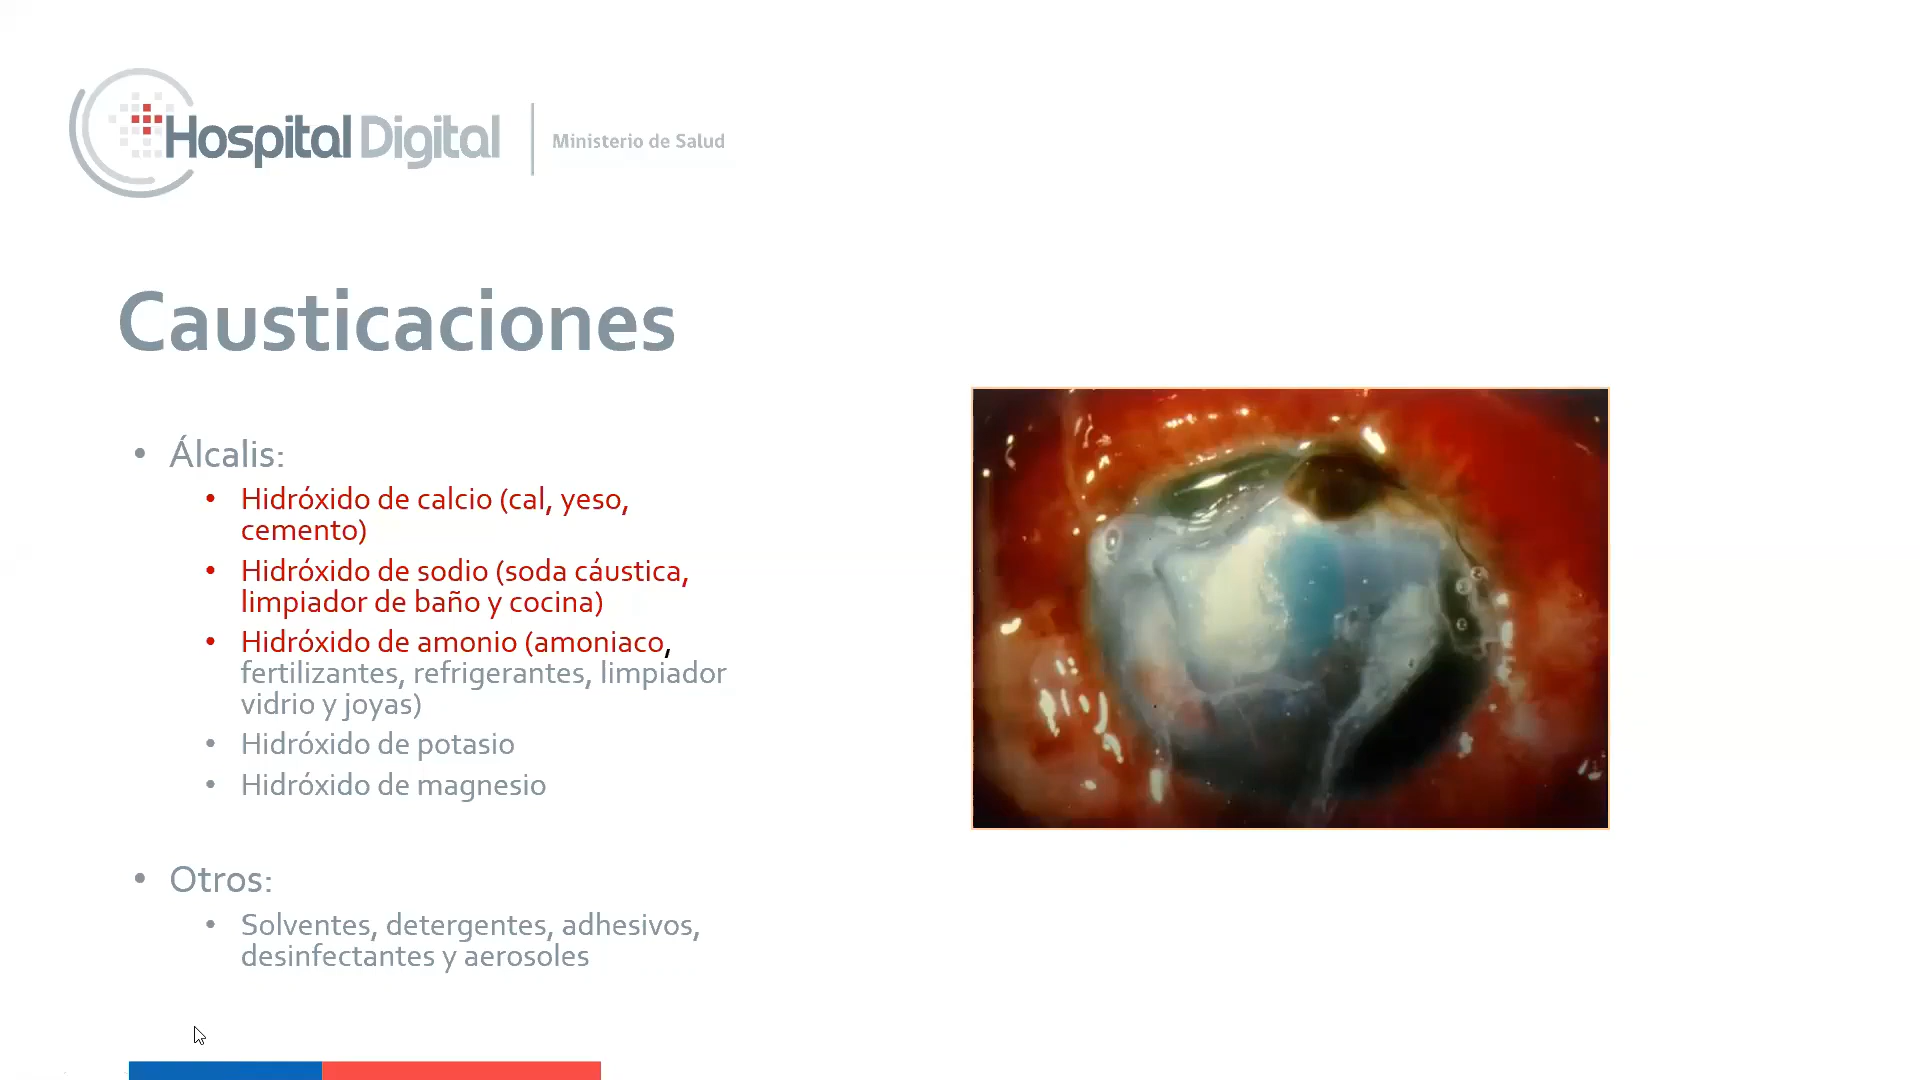 Hospital Digital
Ministerio de Salud
Causticaciones
• Álcalis:
• Hidróxido de calcio (cal, yeso,
cemento)
• Hidróxido de sodio (soda cáustica,
limpiador de baño y cocina)
• Hidróxido de amonio (amoniaco,
fertilizantes, refrigerantes, limpiador
vidrio y joyas)
• Hidróxido de potasio
• Hidróxido de magnesio
• Otros:
• Solventes, detergentes, adhesivos,
desinfectantes y aerosoles